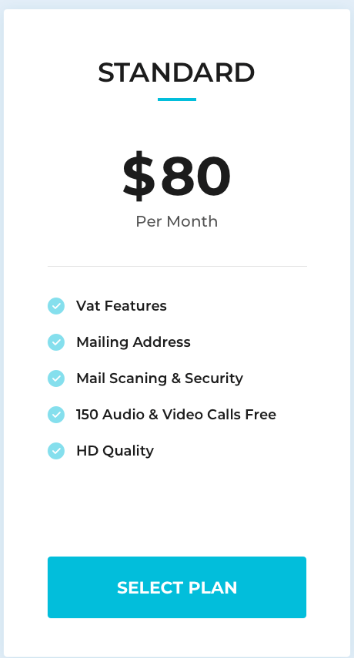 STANDARD
$80
Per Month
Vat Features
Mailing Address
Mail Scaning & Security
150 Audio & Video Calls Free
HD Quality
SELECT PLAN